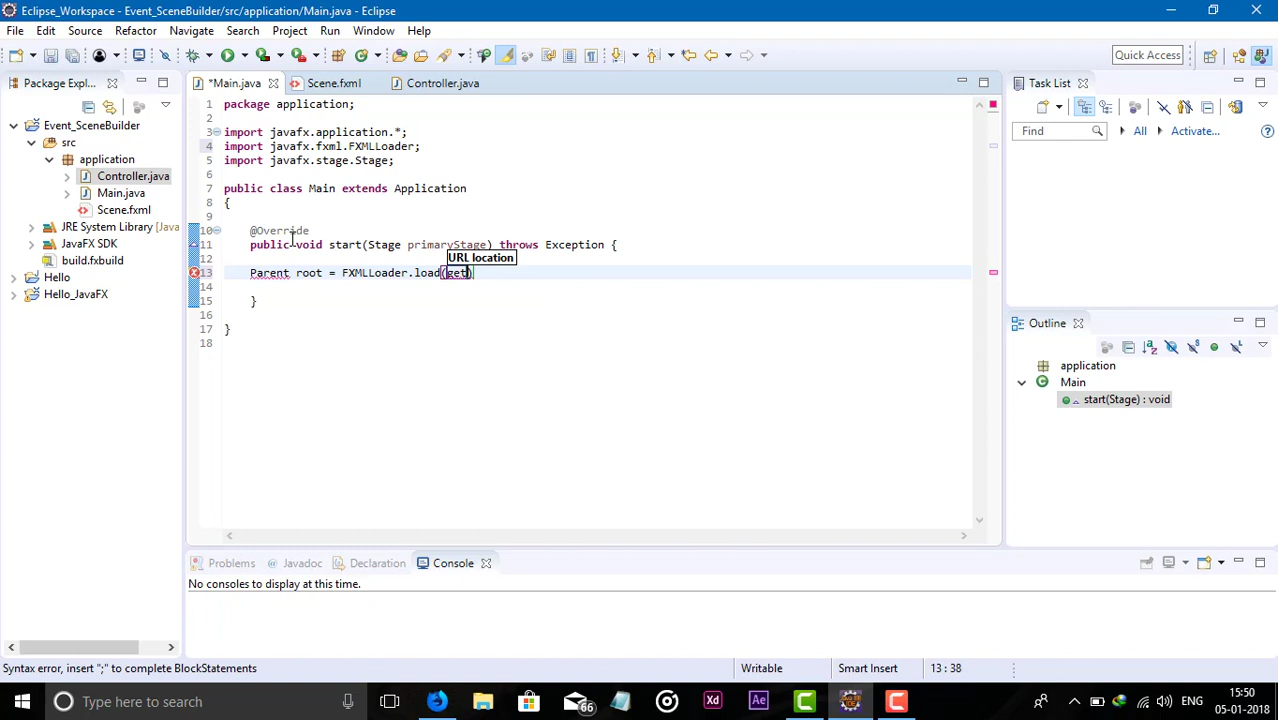 Eclipse_Workspace - Event_SceneBuilder/src/application/Main.java - Eclipse
File Edit Source Refactor Navigate Search Project Run Window Help
Quick Access
Package Expl...
*Main.java
Scene.fxml
Controller.java
Task List
Event_SceneBuilder
src
application
Controller.java
Main.java
Scene.fxml
JRE System Library [Java
JavaFX SDK
build.fxbuild
Hello
Hello_JavaFX
1 package application;
2
3 import javafx.application.*;
4 import javafx.fxml.FXMLLoader;
5 import javafx.stage.Stage;
6
7 public class Main extends Application
8 {
9
10 @Override
11 public void start(Stage primaryStage) throws Exception {
URL location
13 Parent root = FXMLLoader.load(get)
14
15 }
16
17 }
18
Find
All
Activate...
Outline
application
Main
start(Stage) : void
Problems
Javadoc
Declaration
Console
No consoles to display at this time.
Syntax error, insert ";" to complete BlockStatements
Writable
Smart Insert
13 : 38
Type here to search
66
Xd
Ae
ENG
15:50
05-01-2018